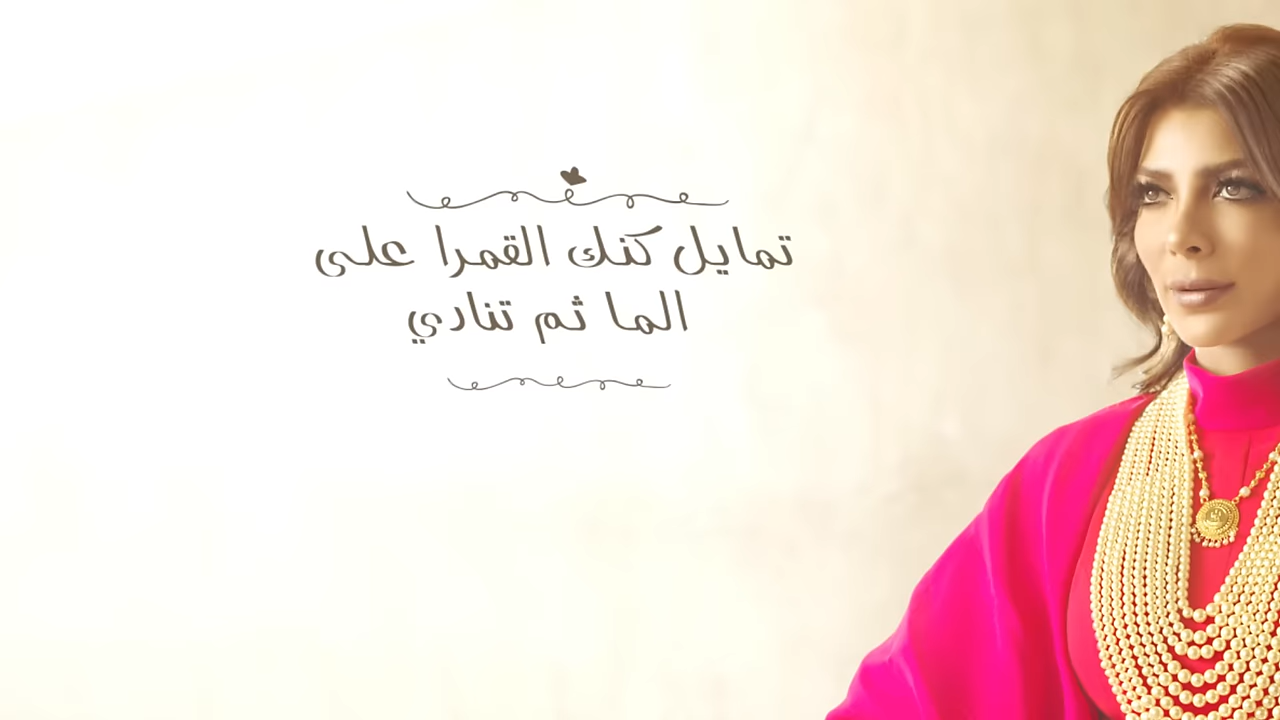 تمايل كنك القمرا على
الما ثم تنادي